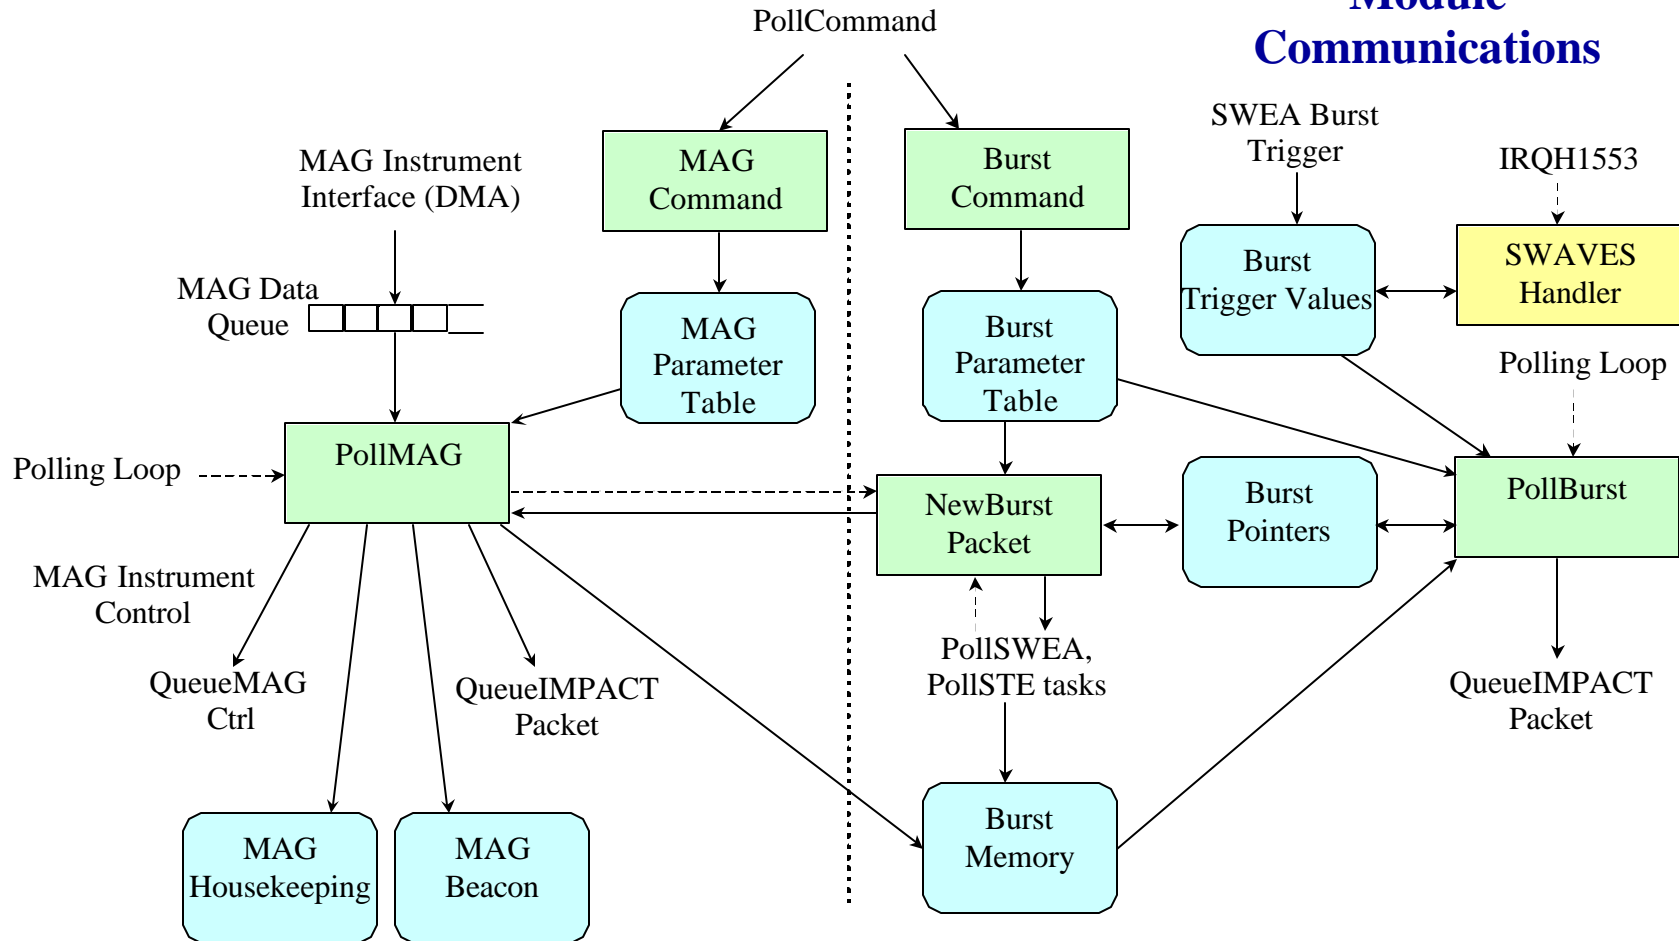 Module
Communications
PollCommand
MAG Instrument
Interface (DMA)
MAG
Command
Burst
Command
SWEA Burst
Trigger
IRQH1553
MAG Data
Queue
MAG
Parameter
Table
Burst
Parameter
Table
Burst
Trigger Values
SWAVES
Handler
Polling Loop
Polling Loop
PollMAG
NewBurst
Packet
Burst
Pointers
PollBurst
MAG Instrument
Control
QueueMAG
Ctrl
QueueIMPACT
Packet
PollSWEA,
PollSTE tasks
QueueIMPACT
Packet
MAG
Housekeeping
MAG
Beacon
Burst
Memory